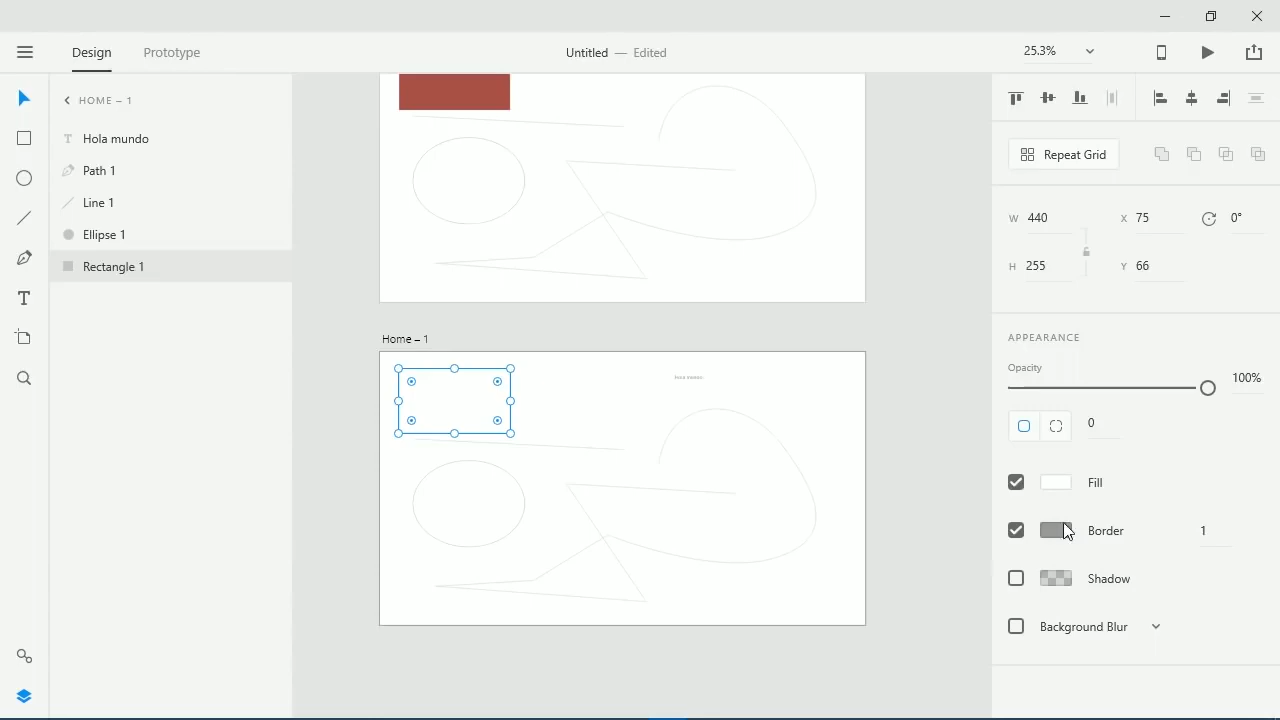 Design
Prototype
Untitled — Edited
25.3%
HOME – 1
Hola mundo
Path 1
Line 1
Ellipse 1
Rectangle 1
Home – 1
Repeat Grid
W 440
X 75
0°
H 255
Y 66
APPEARANCE
Opacity
100%
0
Fill
Border
1
Shadow
Background Blur